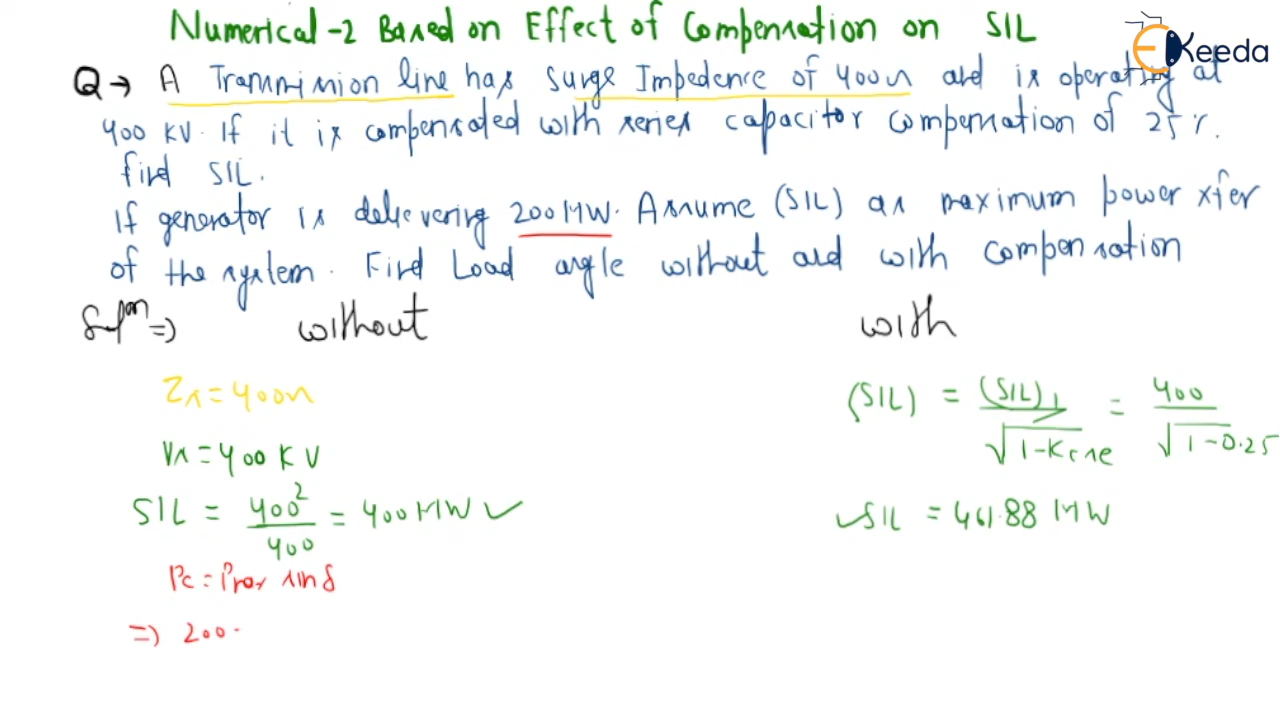 Numerical-2 Based on Effect of Compensation on SIL
EKeeda
Q→ A Transmission line has surge Impedence of 400Ω and is operating at
400 KV. If it is compensated with series capacitor compensation of 25%.
find SIL.
If generator is delievering 200MW. Assume (SIL) as maximum power xfer
of the system. Find Load angle without and with compensation
Solⁿ ⇒ without
with
Zs = 400Ω
Vs = 400 KV
SIL = 400² / 400 = 400 MW ✓
Pe = Pmax sin δ
⇒ 200
(SIL) = (SIL)₁ / √1-Kcse = 400 / √1-0.25
✓SIL = 461.88 MW